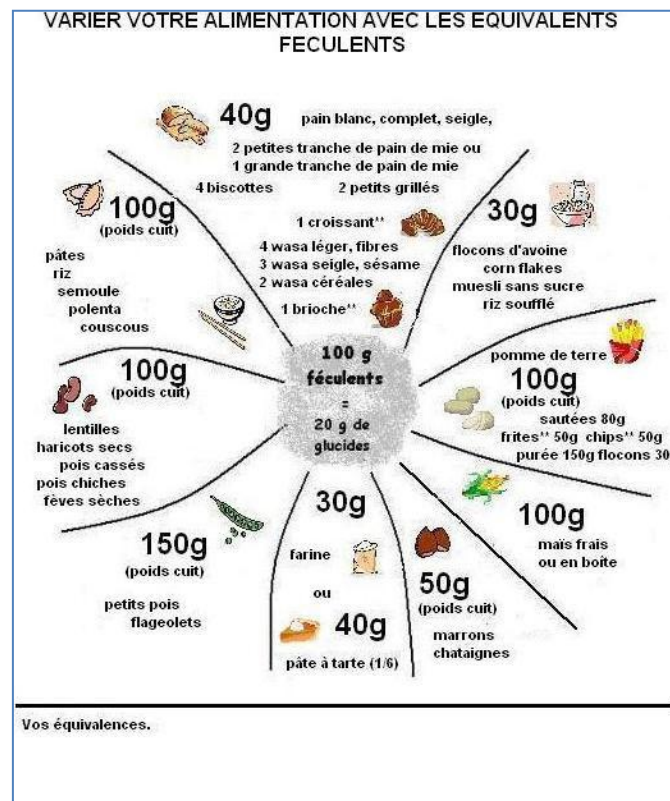 VARIER VOTRE ALIMENTATION AVEC LES EQUIVALENTS
FECULENTS
40g pain blanc, complet, seigle,
2 petites tranche de pain de mie ou
1 grande tranche de pain de mie
4 biscottes 2 petits grillés
1 croissant**
4 wasa léger, fibres
3 wasa seigle, sésame
2 wasa céréales
1 brioche**
30g
flocons d'avoine
corn flakes
muesli sans sucre
riz soufflé
pomme de terre
100g
(poids cuit)
sautées 80g
frites** 50g chips** 50g
purée 150g flocons 30
100g
maïs frais
ou en boîte
50g
(poids cuit)
marrons
chataignes
30g
farine
ou
40g
pâte à tarte (1/6)
150g
(poids cuit)
petits pois
flageolets
100g
(poids cuit)
lentilles
haricots secs
pois cassés
pois chiches
fèves sèches
100g
(poids cuit)
pâtes
riz
semoule
polenta
couscous
100 g
féculents
=
20 g de
glucides
Vos équivalences.